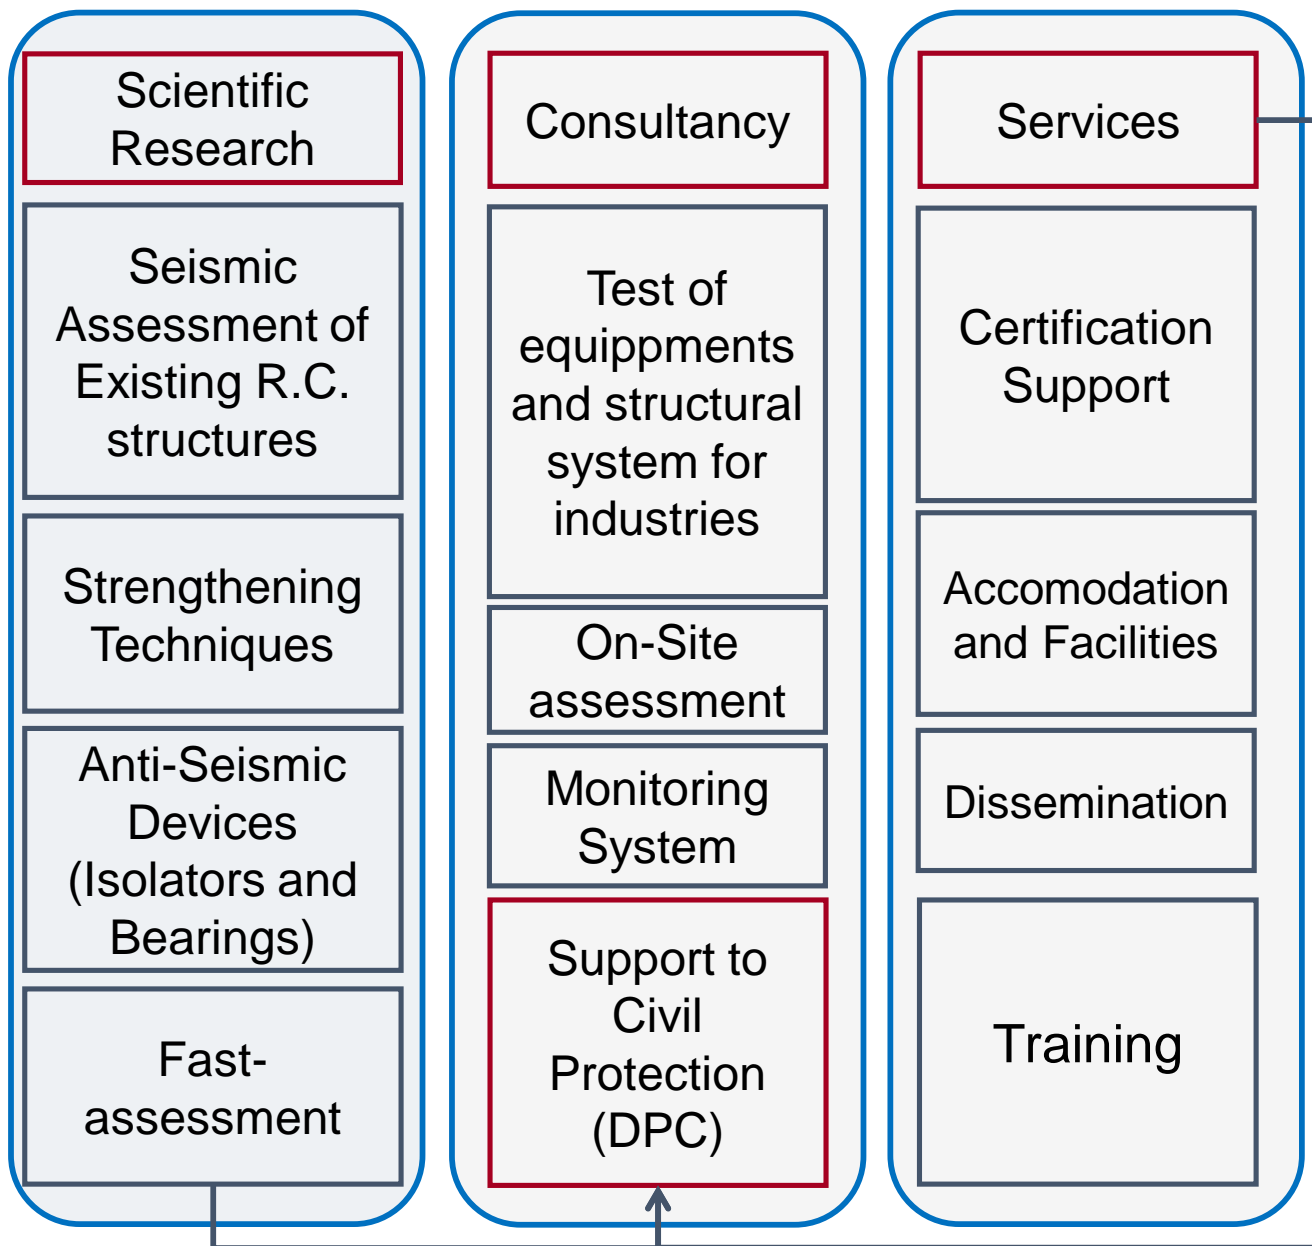 Scientific
Research
Seismic
Assessment of
Existing R.C.
structures
Strengthening
Techniques
Anti-Seismic
Devices
(Isolators and
Bearings)
Fast-
assessment
Consultancy
Test of
equippments
and structural
system for
industries
On-Site
assessment
Monitoring
System
Support to
Civil
Protection
(DPC)
Services
Certification
Support
Accomodation
and Facilities
Dissemination
Training